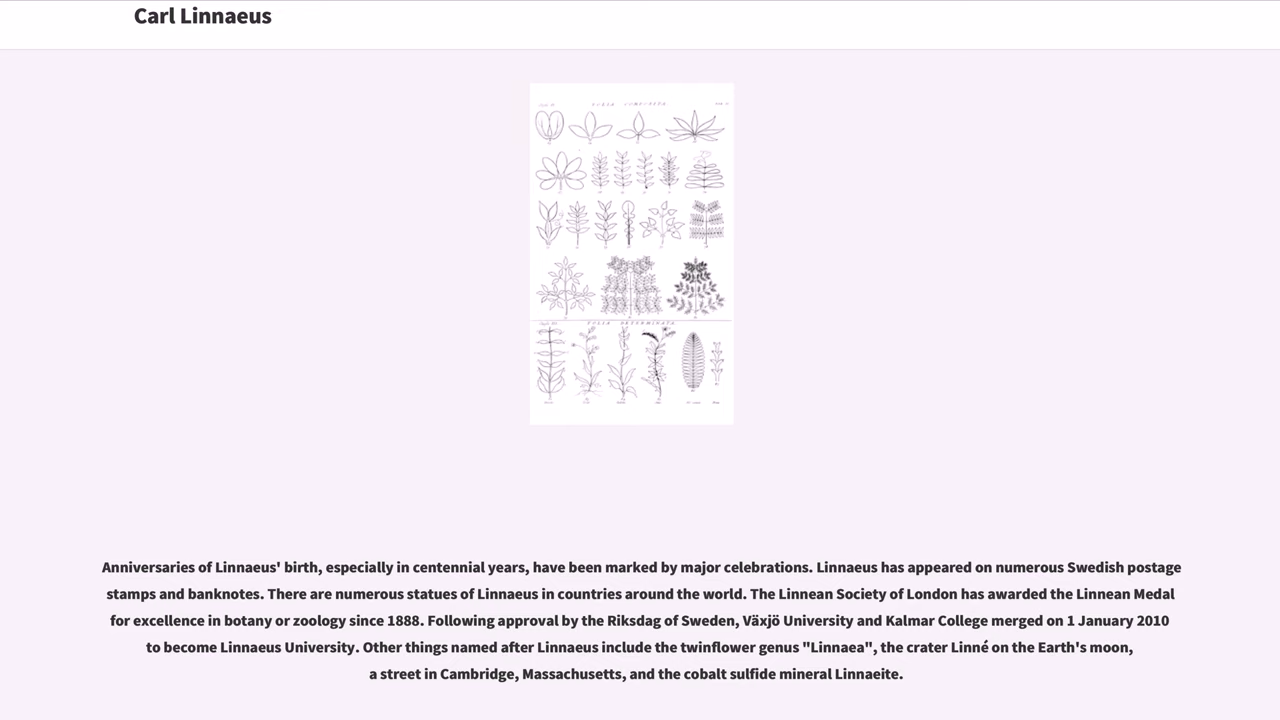 Carl Linnaeus
Anniversaries of Linnaeus' birth, especially in centennial years, have been marked by major celebrations. Linnaeus has appeared on numerous Swedish postage
stamps and banknotes. There are numerous statues of Linnaeus in countries around the world. The Linnean Society of London has awarded the Linnean Medal
for excellence in botany or zoology since 1888. Following approval by the Riksdag of Sweden, Växjö University and Kalmar College merged on 1 January 2010
to become Linnaeus University. Other things named after Linnaeus include the twinflower genus "Linnaea", the crater Linné on the Earth's moon,
a street in Cambridge, Massachusetts, and the cobalt sulfide mineral Linnaeite.